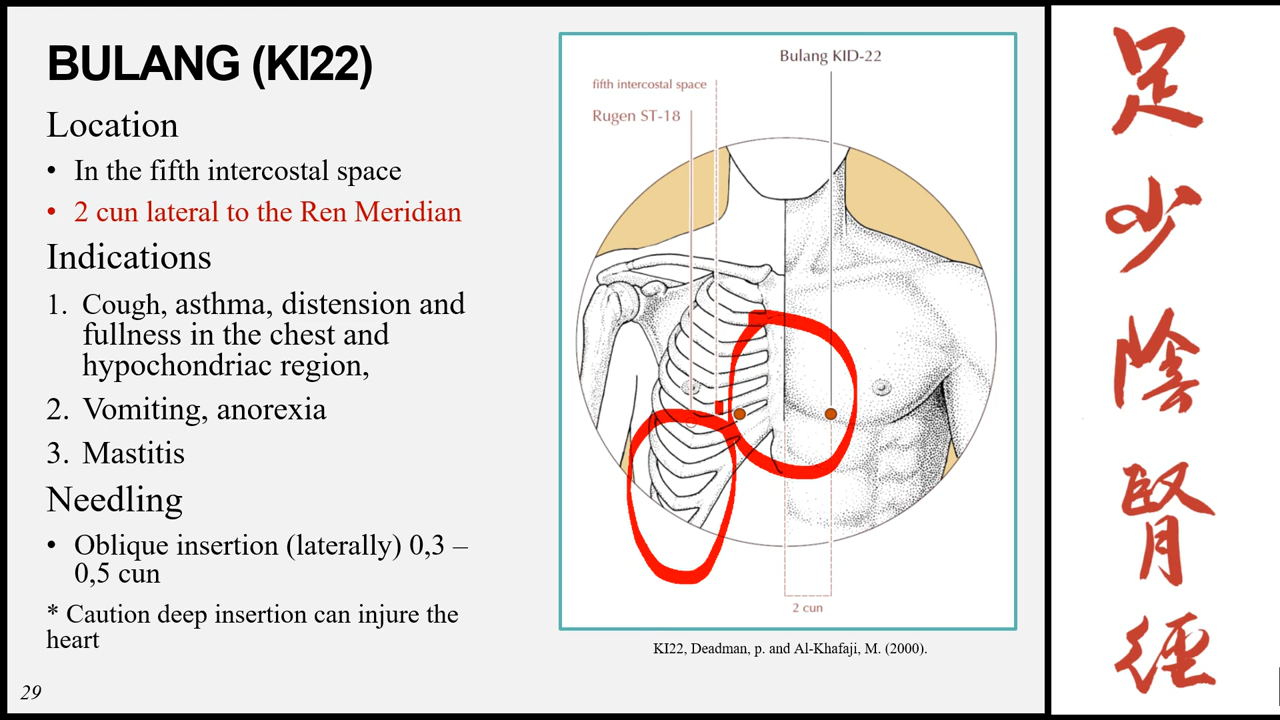 BULANG (KI22)
Location
• In the fifth intercostal space
• 2 cun lateral to the Ren Meridian
Indications
1. Cough, asthma, distension and
fullness in the chest and
hypochondriac region,
2. Vomiting, anorexia
3. Mastitis
Needling
• Oblique insertion (laterally) 0,3 –
0,5 cun
* Caution deep insertion can injure the
heart
29
Bulang KID-22
fifth intercostal space
Rugen ST-18
2 cun
KI22, Deadman, p. and Al-Khafaji, M. (2000).
足
少
陰
腎
徑